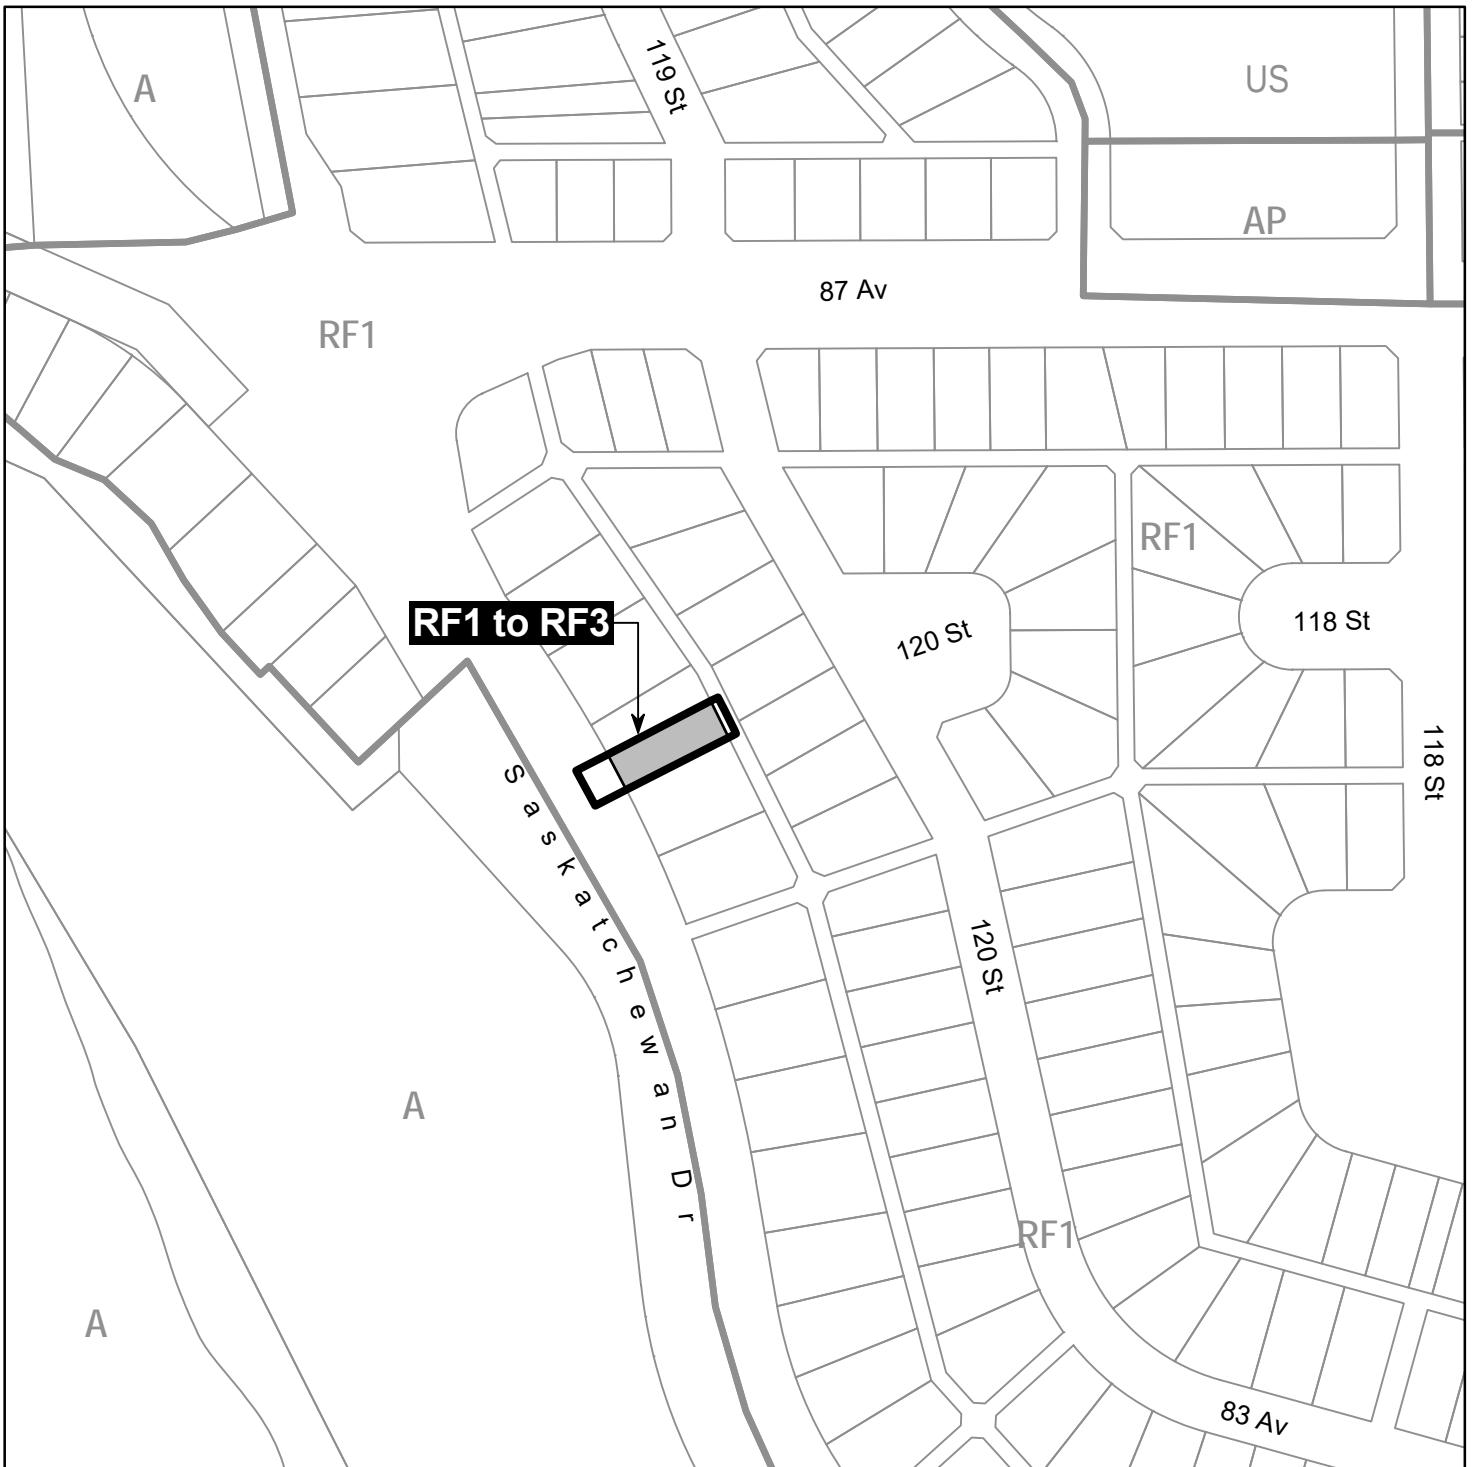 119 St
A
US
AP
87 Av
RF1
RF1
RF1 to RF3
118 St
120 St
118 St
Saskatchewan Dr
120 St
A
RF1
A
83 Av